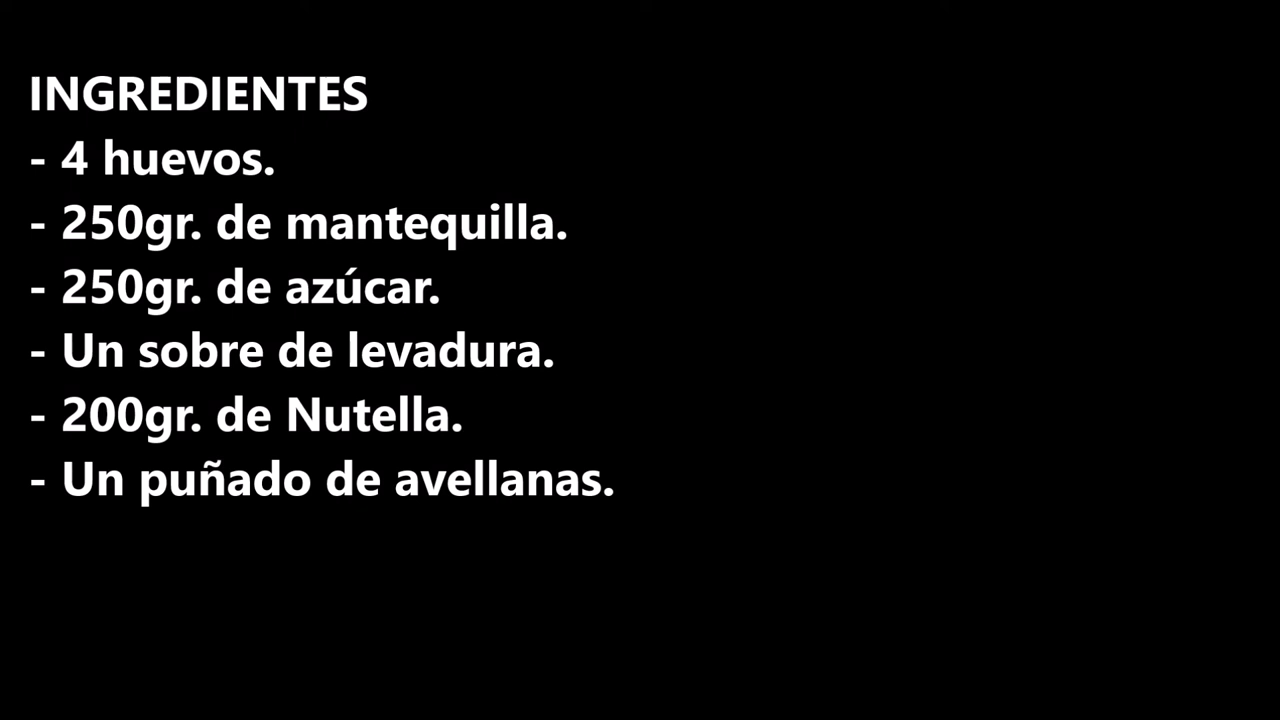 INGREDIENTES
- 4 huevos.
- 250gr. de mantequilla.
- 250gr. de azúcar.
- Un sobre de levadura.
- 200gr. de Nutella.
- Un puñado de avellanas.